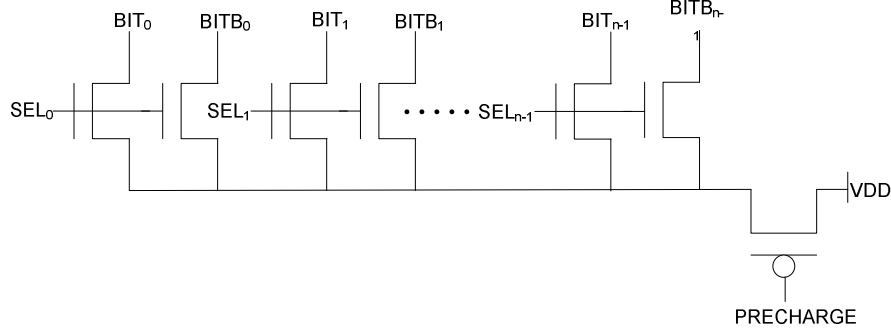 BIT0 BITB0 BIT1 BITB1 BITn-1 BITBn-1
SEL0 SEL1 SELn-1
VDD
PRECHARGE